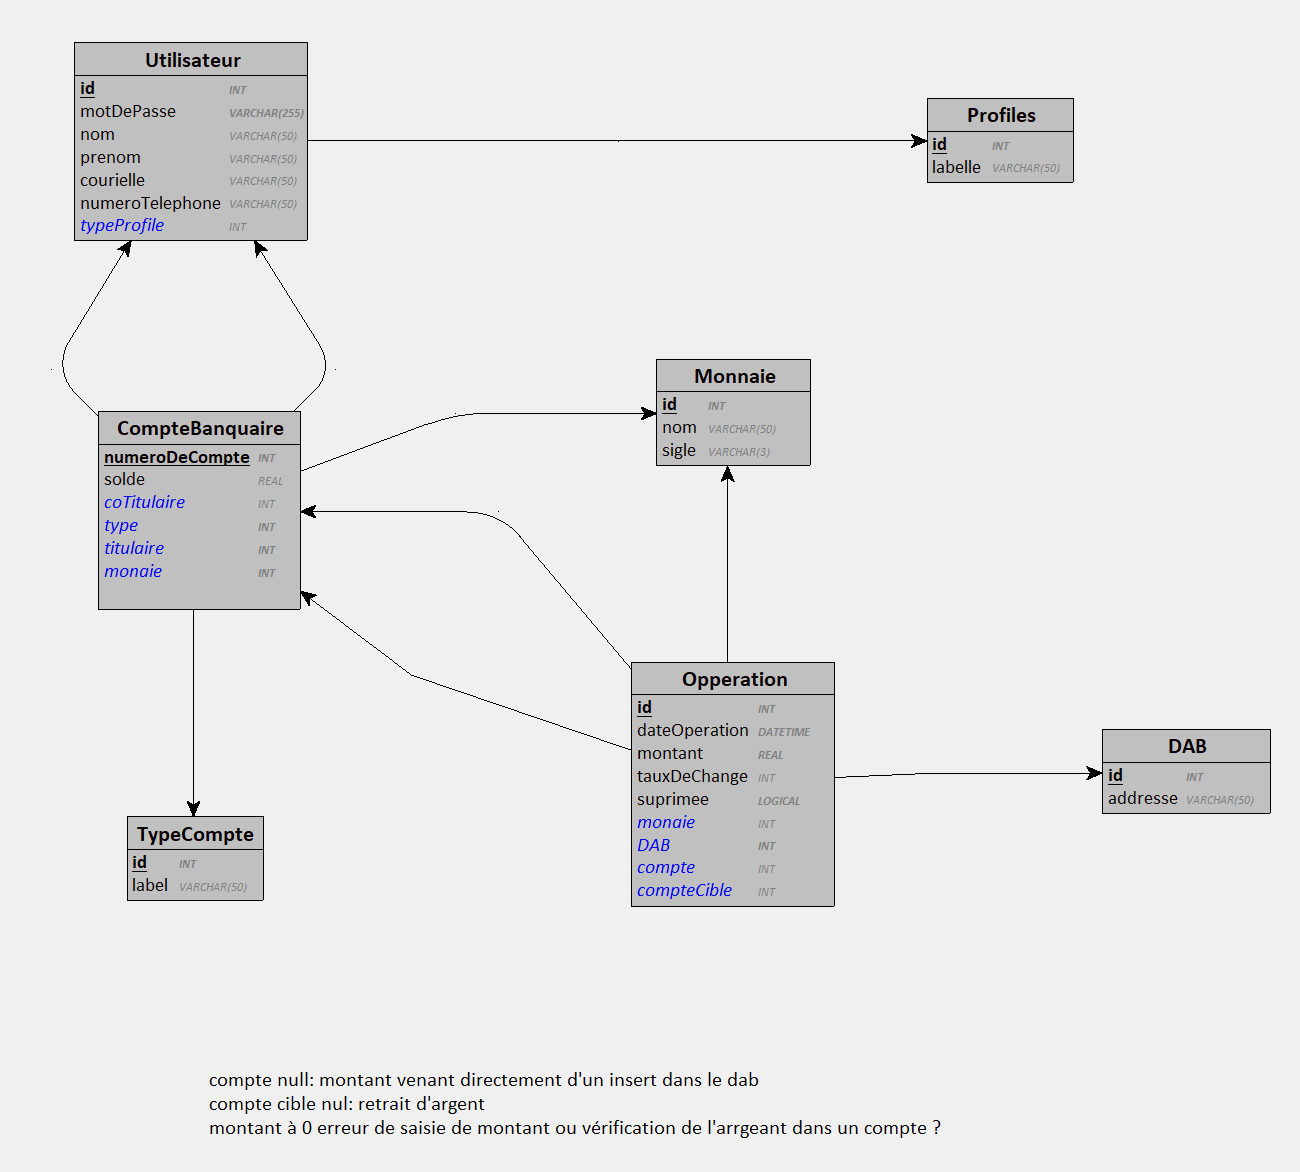 Utilisateur
id INT
motDePasse VARCHAR(255)
nom VARCHAR(50)
prenom VARCHAR(50)
courielle VARCHAR(50)
numeroTelephone VARCHAR(50)
typeProfile INT
Profiles
id INT
labelle VARCHAR(50)
Monnaie
id INT
nom VARCHAR(50)
sigle VARCHAR(3)
CompteBanquaire
numeroDeCompte INT
solde REAL
coTitulaire INT
type INT
titulaire INT
monaie INT
Opperation
id INT
dateOperation DATETIME
montant REAL
tauxDeChange INT
suprimee LOGICAL
monaie INT
DAB INT
compte INT
compteCible INT
DAB
id INT
addresse VARCHAR(50)
TypeCompte
id INT
label VARCHAR(50)
compte null: montant venant directement d'un insert dans le dab
compte cible nul: retrait d'argent
montant à 0 erreur de saisie de montant ou vérification de l'arrgeant dans un compte ?